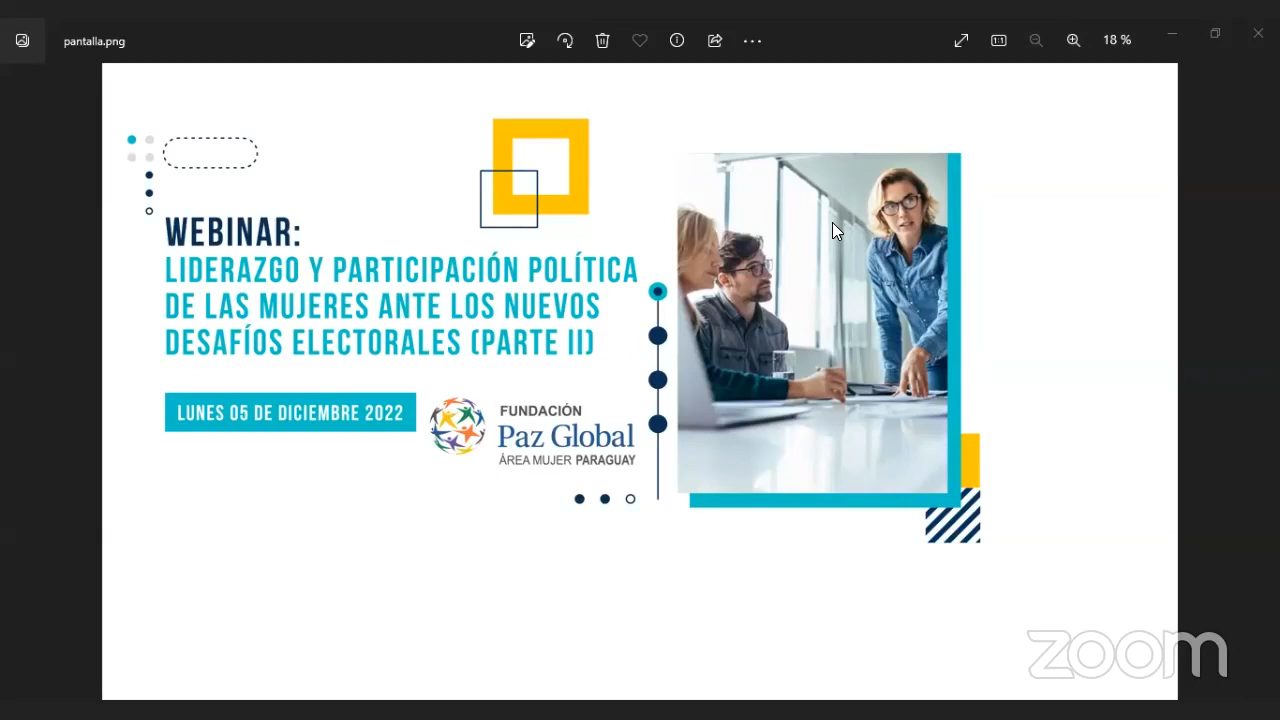 pantalla.png
18 %
WEBINAR:
LIDERAZGO Y PARTICIPACIÓN POLÍTICA
DE LAS MUJERES ANTE LOS NUEVOS
DESAFÍOS ELECTORALES (PARTE II)
LUNES 05 DE DICIEMBRE 2022
FUNDACIÓN
Paz Global
ÁREA MUJER PARAGUAY
zoom